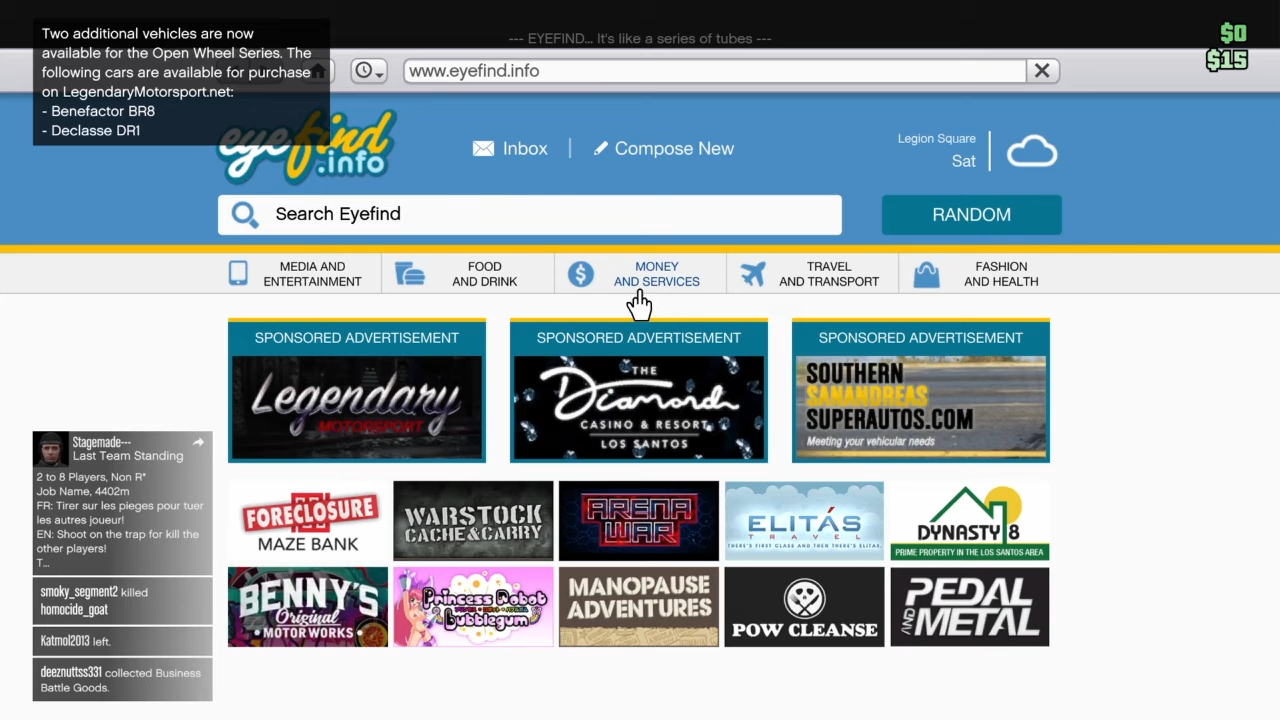 Two additional vehicles are now
available for the Open Wheel Series. The
following cars are available for purchase
on LegendaryMotorsport.net:
- Benefactor BR8
- Declasse DR1
--- EYEFIND... It's like a series of tubes ---
$0
$15
www.eyefind.info
eyefind
.info
Inbox
Compose New
Legion Square
Sat
Search Eyefind
RANDOM
MEDIA AND
ENTERTAINMENT
FOOD
AND DRINK
MONEY
AND SERVICES
TRAVEL
AND TRANSPORT
FASHION
AND HEALTH
SPONSORED ADVERTISEMENT
Legendary
MOTORSPORT
SPONSORED ADVERTISEMENT
THE
Diamond
CASINO & RESORT
LOS SANTOS
SPONSORED ADVERTISEMENT
SOUTHERN
SANANDREAS
SUPERAUTOS.COM
Meeting your vehicular needs
Stagemade---
Last Team Standing
2 to 8 Players, Non R*
Job Name, 4402m
FR: Tirer sur les pieges pour tuer
les autres joueur!
EN: Shoot on the trap for kill the
other players!
T...
smoky_segment2 killed
homocide_goat
Katmol2013 left.
deeznuttss331 collected Business
Battle Goods.
FORECLOSURE
MAZE BANK
WARSTOCK
CACHE&CARRY
ARENA
WAR
ELITÁS
TRAVEL
THERE'S FIRST CLASS AND THEN THERE'S ELITAS.
DYNASTY 8
PRIME PROPERTY IN THE LOS SANTOS AREA
BENNY'S
Original
MOTOR WORKS
Princess Robot
Bubblegum
MANOPAUSE
ADVENTURES
POW CLEANSE
PEDAL
AND METAL